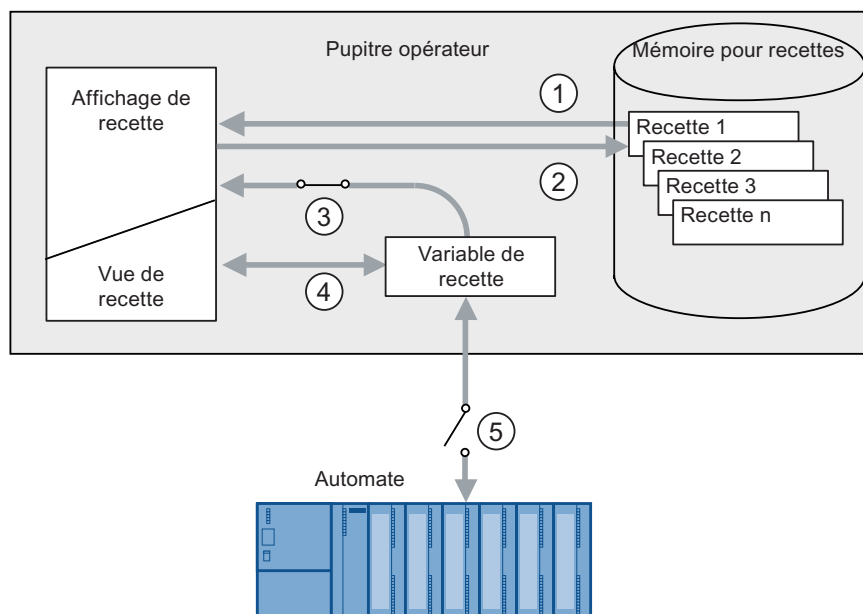 Pupitre opérateur
Mémoire pour recettes
Affichage de
recette
1
Recette 1
Recette 2
2
Recette 3
3
Recette n
Variable de
recette
Vue de
recette
4
5
Automate